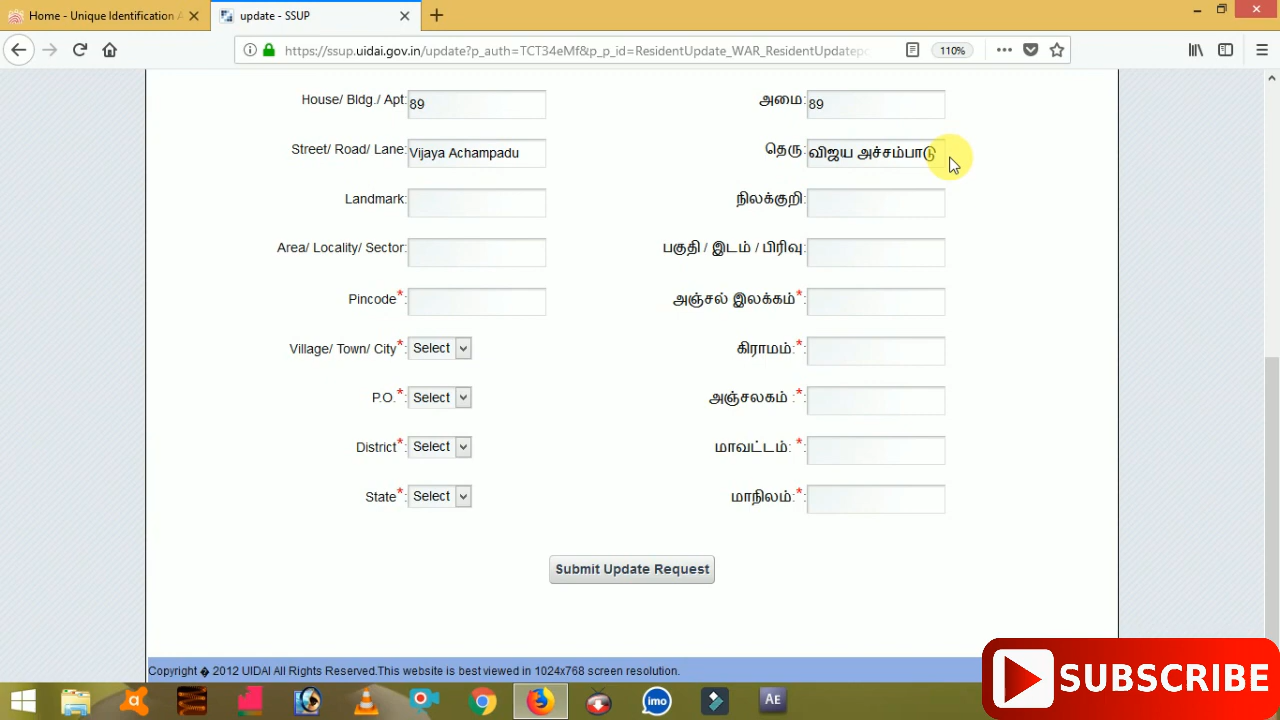 Home - Unique Identification A
update - SSUP
https://ssup.uidai.gov.in/update?p_auth=TCT34eMf&p_p_id=ResidentUpdate_WAR_ResidentUpdatepo
110%
House/ Bldg./ Apt: 89 அமை: 89
Street/ Road/ Lane: Vijaya Achampadu தெரு: விஜய அச்சம்பாடு
Landmark: நிலக்குறி:
Area/ Locality/ Sector: பகுதி / இடம் / பிரிவு:
Pincode*: அஞ்சல் இலக்கம்*:
Village/ Town/ City*: Select கிராமம்:*:
P.O.*: Select அஞ்சலகம் :*:
District*: Select மாவட்டம்: *:
State*: Select மாநிலம்:*:
Submit Update Request
Copyright � 2012 UIDAI All Rights Reserved.This website is best viewed in 1024x768 screen resolution.
SUBSCRIBE
imo
Ae